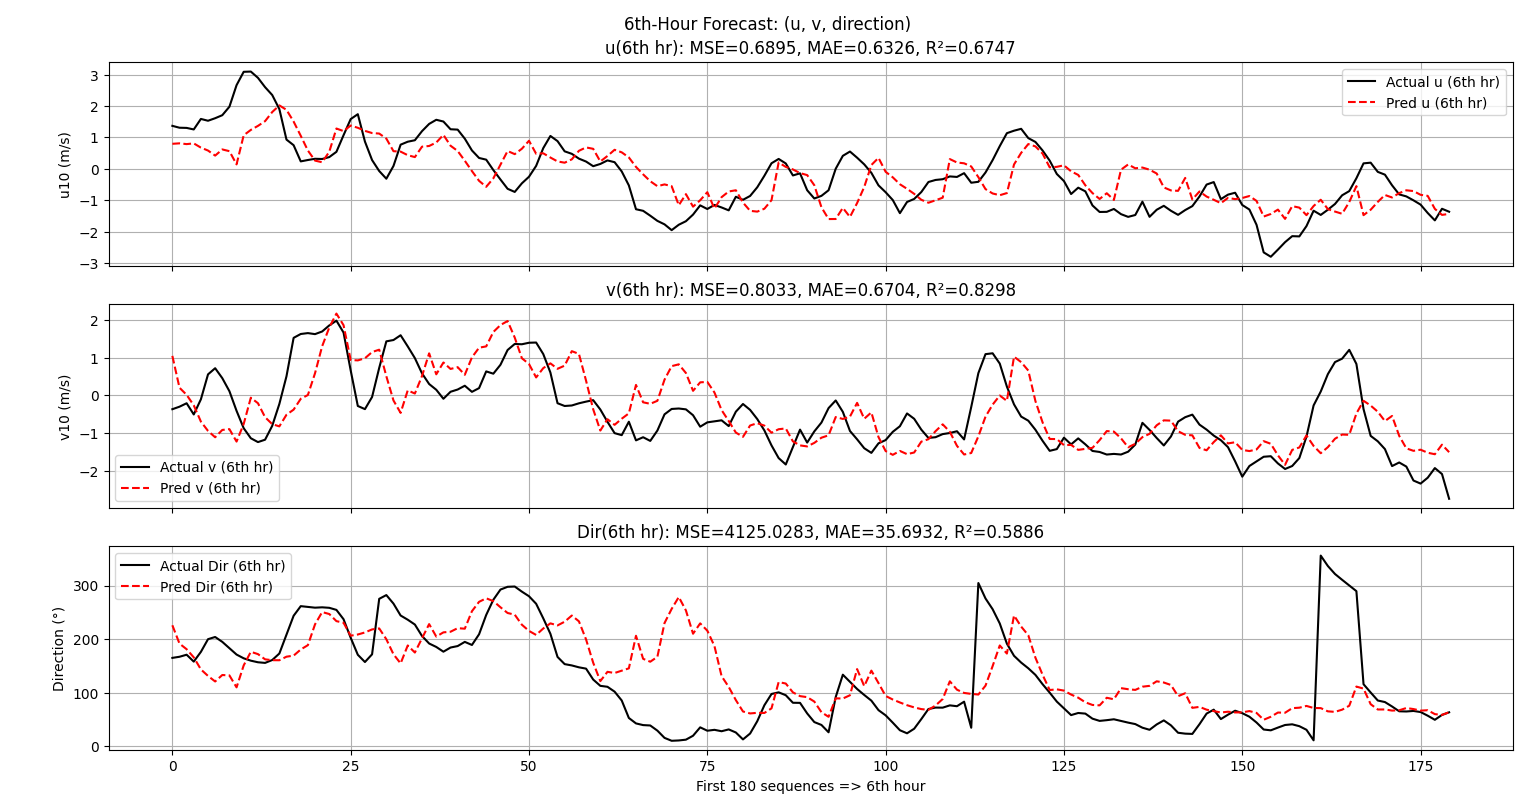 6th-Hour Forecast: (u, v, direction)
u(6th hr): MSE=0.6895, MAE=0.6326, R²=0.6747
u10 (m/s)
3
2
1
0
−1
−2
−3
Actual u (6th hr)
Pred u (6th hr)
v(6th hr): MSE=0.8033, MAE=0.6704, R²=0.8298
v10 (m/s)
2
1
0
−1
−2
Actual v (6th hr)
Pred v (6th hr)
Dir(6th hr): MSE=4125.0283, MAE=35.6932, R²=0.5886
Direction (°)
300
200
100
0
Actual Dir (6th hr)
Pred Dir (6th hr)
0 25 50 75 100 125 150 175
First 180 sequences => 6th hour